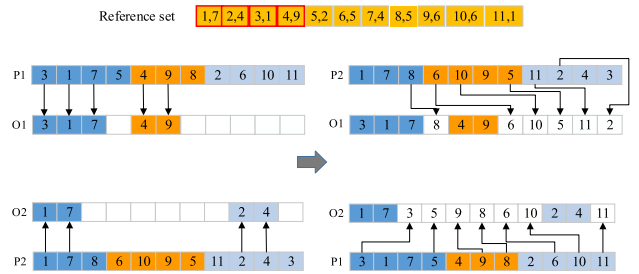 Reference set 1,7 2,4 3,1 4,9 5,2 6,5 7,4 8,5 9,6 10,6 11,1
P1 3 1 7 5 4 9 8 2 6 10 11
O1 3 1 7 4 9
P2 1 7 8 6 10 9 5 11 2 4 3
O1 3 1 7 8 4 9 6 10 5 11 2
O2 1 7 2 4
P2 1 7 8 6 10 9 5 11 2 4 3
O2 1 7 3 5 9 8 6 10 2 4 11
P1 3 1 7 5 4 9 8 2 6 10 11